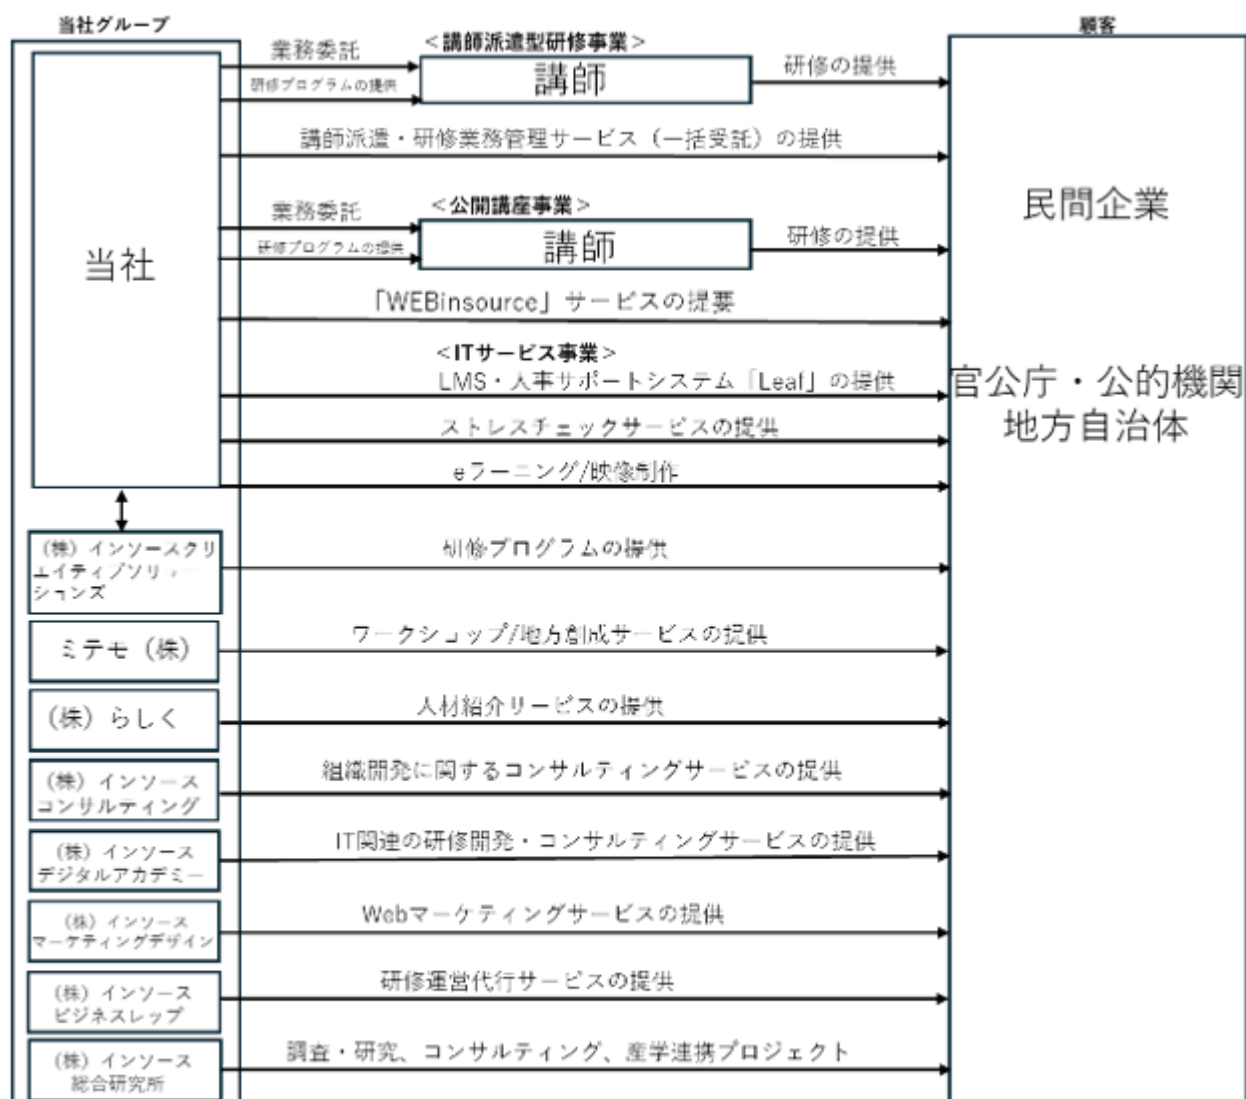 当社グループ
顧客
業務委託
＜講師派遣型研修事業＞
研修プログラムの提供
講師
研修の提供
講師派遣・研修業務管理サービス（一括受託）の提供
業務委託
＜公開講座事業＞
研修プログラムの提供
講師
研修の提供
当社
民間企業
「WEBinsource」サービスの提要
＜ITサービス事業＞
LMS・人事サポートシステム「Leaf」の提供
官公庁・公的機関
地方自治体
ストレスチェックサービスの提供
eラーニング/映像制作
（株）インソースクリ
エイティブソリュー
ションズ
研修プログラムの提供
ミテモ（株）
ワークショップ/地方創成サービスの提供
（株）らしく
人材紹介サービスの提供
（株）インソース
コンサルティング
組織開発に関するコンサルティングサービスの提供
（株）インソース
デジタルアカデミー
IT関連の研修開発・コンサルティングサービスの提供
（株）インソース
マーケティングデザイン
Webマーケティングサービスの提供
（株）インソース
ビジネスレップ
研修運営代行サービスの提供
（株）インソース
総合研究所
調査・研究、コンサルティング、産学連携プロジェクト